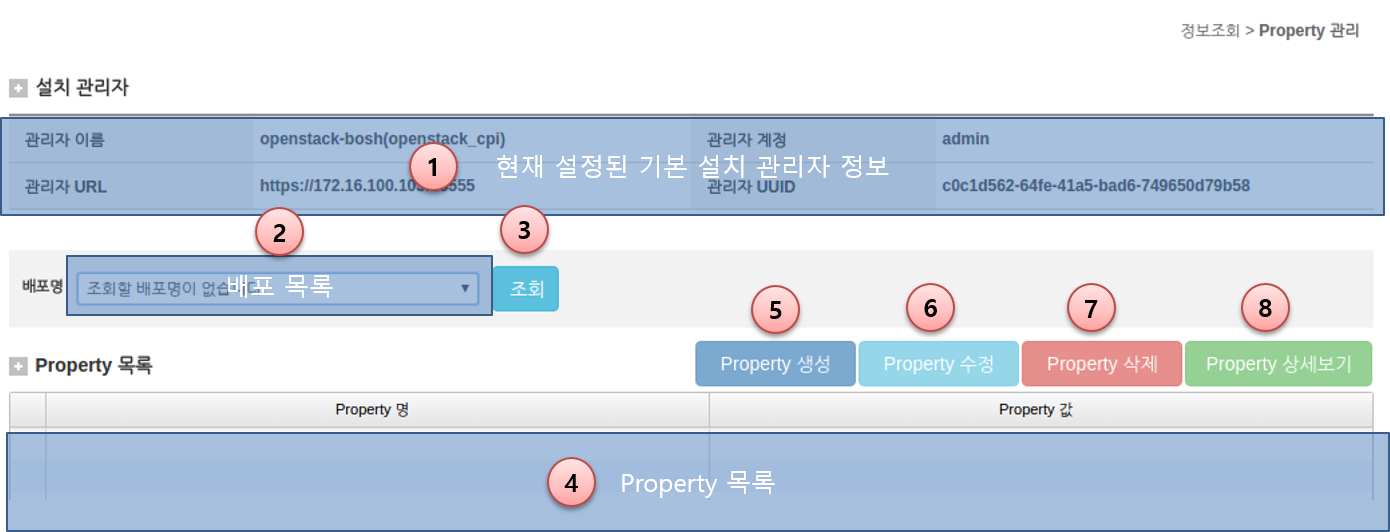 정보조회 > Property 관리
설치 관리자
관리자 이름 openstack-bosh(openstack_cpi) 관리자 계정 admin
1 현재 설정된 기본 설치 관리자 정보
관리자 URL https://172.16.100.10 555 관리자 UUID c0c1d562-64fe-41a5-bad6-749650d79b58
2 3
배포명 조회할 배포명이 없습 배포 목록 조회
5 6 7 8
Property 목록 Property 생성 Property 수정 Property 삭제 Property 상세보기
Property 명 Property 값
4 Property 목록